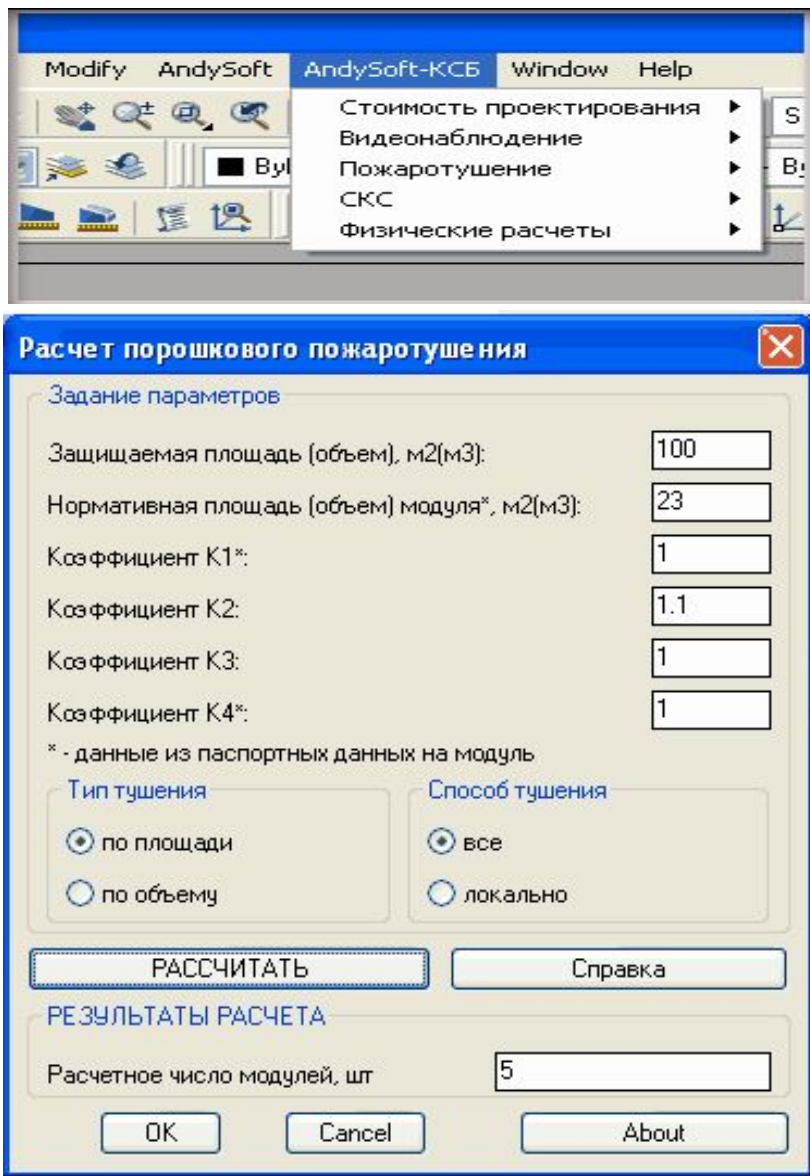 Modify AndySoft AndySoft-КСБ Window Help
Стоимость проектирования
S
Видеонаблюдение
Пожаротушение
СКС
Физические расчеты
Расчет порошкового пожаротушения
Задание параметров
Защищаемая площадь (объем), м2(м3): 100
Нормативная площадь (объем) модуля*, м2(м3): 23
Коэффициент К1*: 1
Коэффициент К2: 1.1
Коэффициент К3: 1
Коэффициент К4*: 1
* - данные из паспортных данных на модуль
Тип тушения Способ тушения
по площади все
по объему локально
РАССЧИТАТЬ Справка
РЕЗУЛЬТАТЫ РАСЧЕТА
Расчетное число модулей, шт 5
OK Cancel About